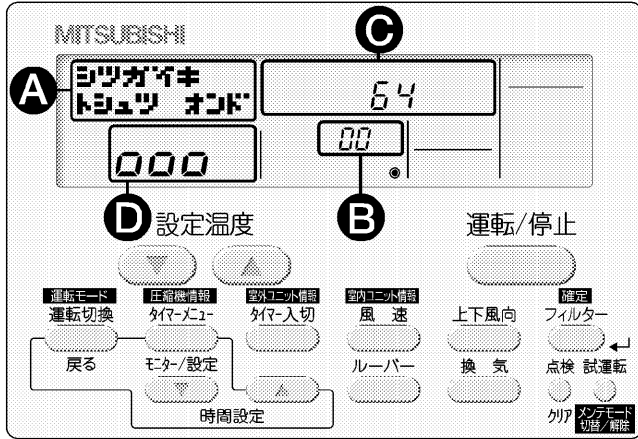 MITSUBISHI
C
A
シツガイキ
トシュツ オンド
64
000
00
D
B
設定温度
運転/停止
運転モード
圧縮機情報
室外ユニット情報
室内ユニット情報
確定
運転切換
タイマーメニュー
タイマー入切
風 速
上下風向
フィルター
戻る
モニター/設定
ルーバー
換 気
点検
試運転
時間設定
クリア
メンテモード
切替/解除